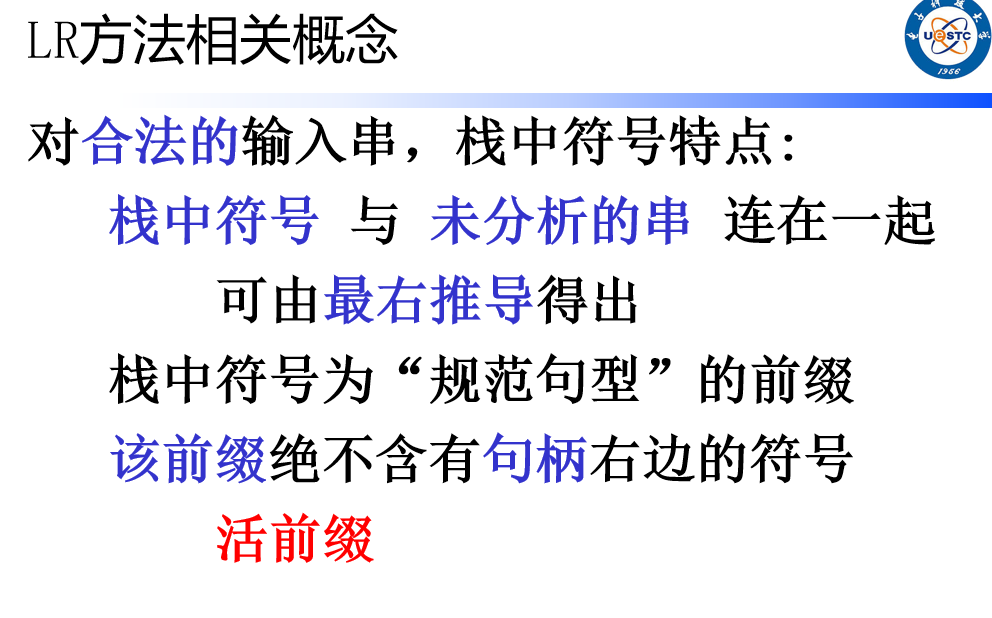 LR方法相关概念
UeSTC
1956
对合法的输入串，栈中符号特点:
栈中符号 与 未分析的串 连在一起
可由最右推导得出
栈中符号为“规范句型”的前缀
该前缀绝不含有句柄右边的符号
活前缀